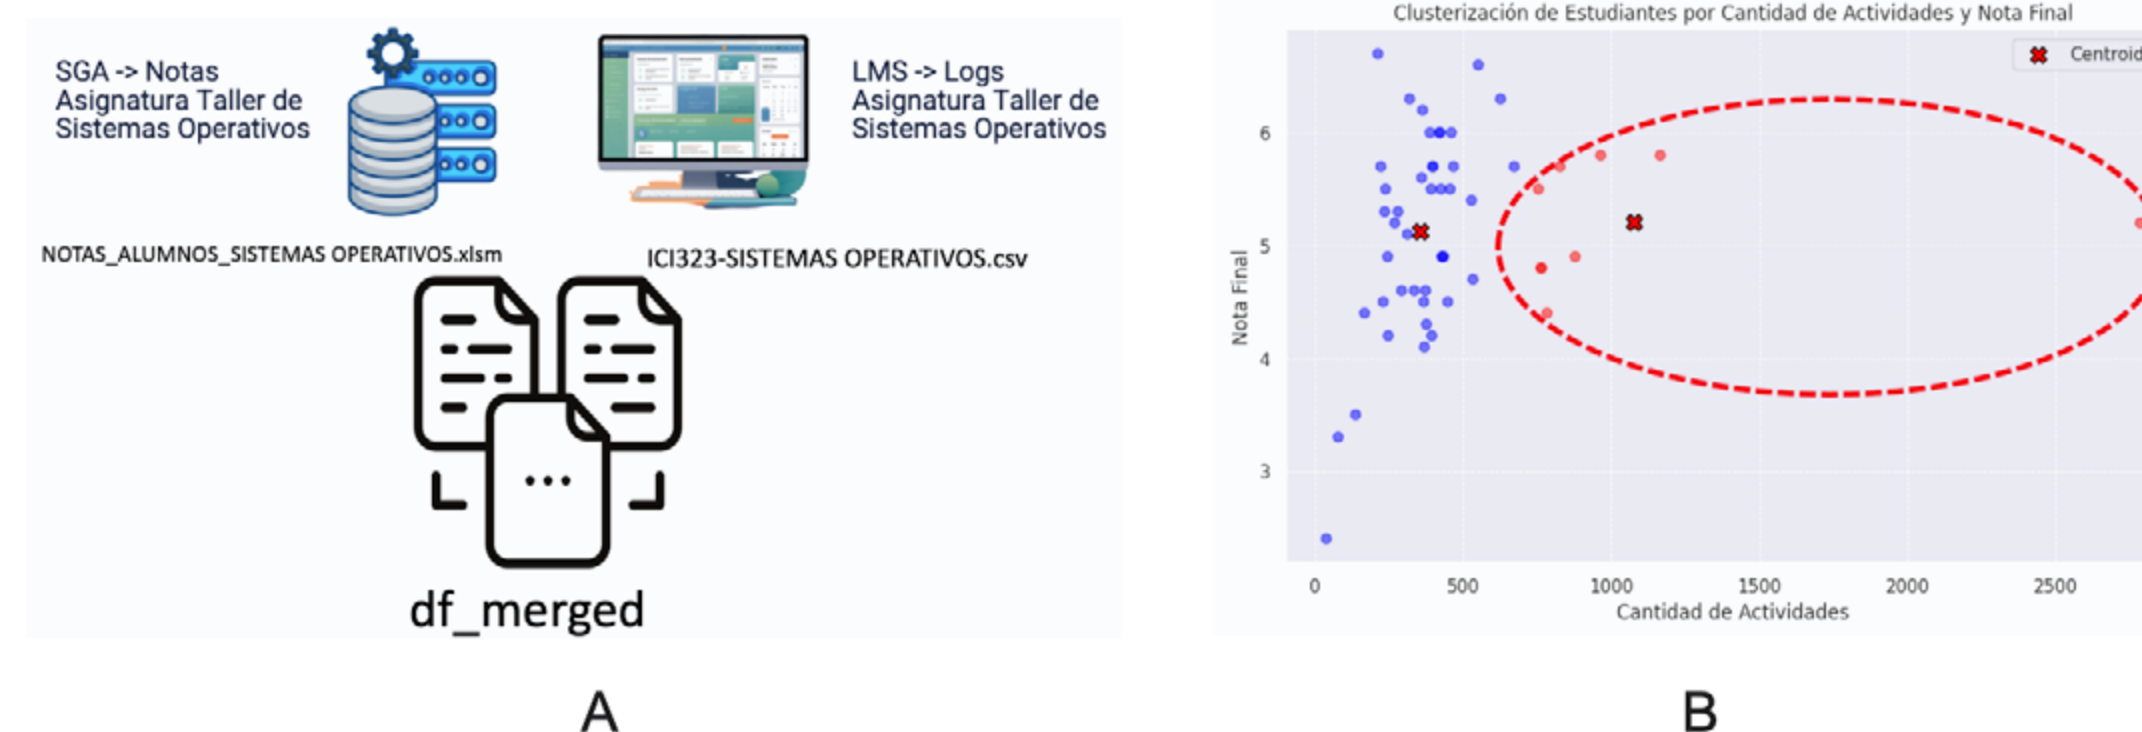 SGA -> Notas
Asignatura Taller de
Sistemas Operativos
LMS -> Logs
Asignatura Taller de
Sistemas Operativos
NOTAS_ALUMNOS_SISTEMAS OPERATIVOS.xlsm
ICI323-SISTEMAS OPERATIVOS.csv
df_merged
A
Clusterización de Estudiantes por Cantidad de Actividades y Nota Final
Centroid
Nota Final
6
5
4
3
0
500
1000
1500
2000
2500
Cantidad de Actividades
B